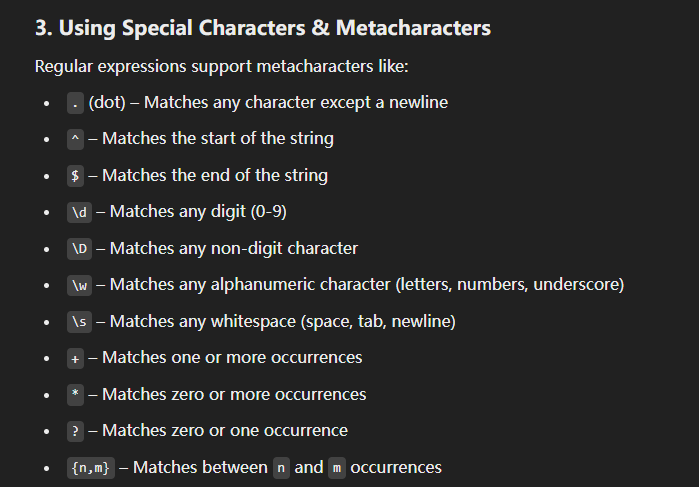 3. Using Special Characters & Metacharacters
Regular expressions support metacharacters like:
• . (dot) – Matches any character except a newline
• ^ – Matches the start of the string
• $ – Matches the end of the string
• \d – Matches any digit (0-9)
• \D – Matches any non-digit character
• \w – Matches any alphanumeric character (letters, numbers, underscore)
• \s – Matches any whitespace (space, tab, newline)
• + – Matches one or more occurrences
• * – Matches zero or more occurrences
• ? – Matches zero or one occurrence
• {n,m} – Matches between n and m occurrences